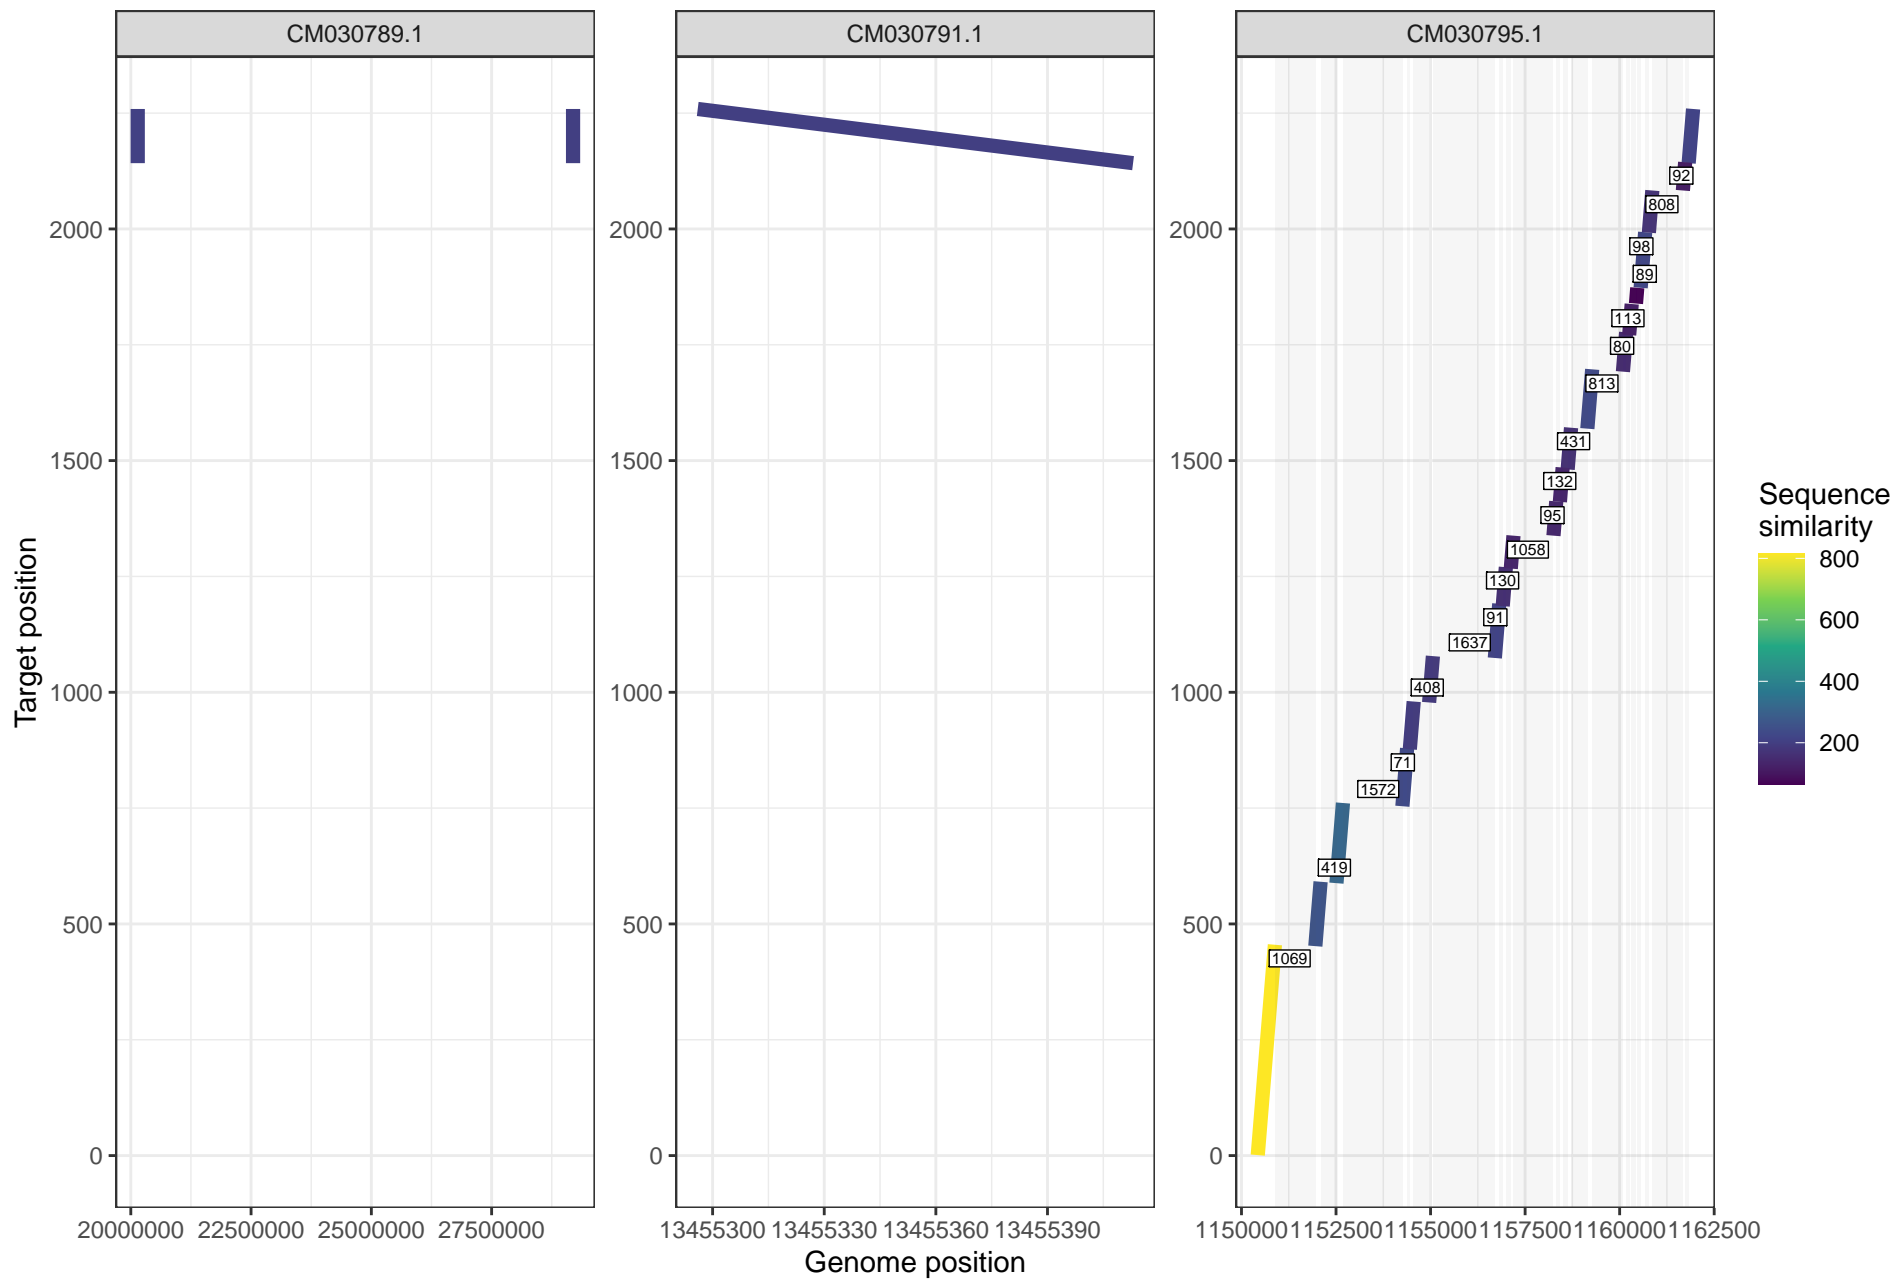 CM030789.1 CM030791.1 CM030795.1
92
808
2000 2000 2000
98
89
113
80
813
1500 1500 1500
431
132
95
1058
130
91
1637
1000 1000 1000
408
71
1572
419
500 500 500
1069
0 0 0
20000000 22500000 25000000 27500000
13455300 13455330 13455360 13455390
1150000 1152500 1155000 1157500 1160000 1162500
Genome position
Target position
Sequence
similarity
800
600
400
200